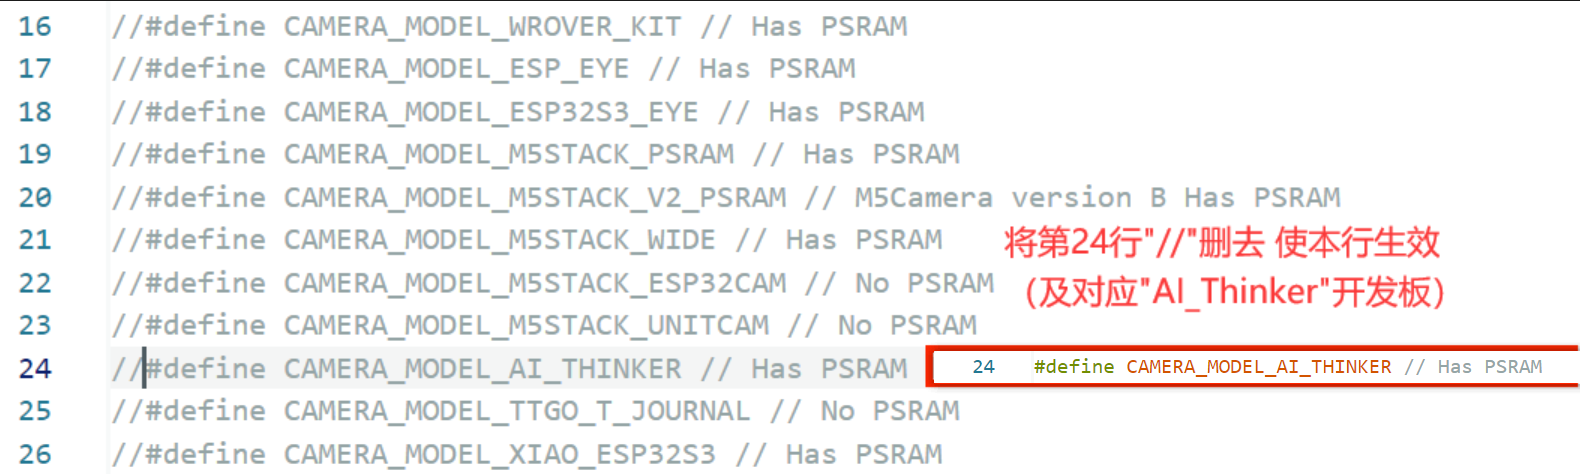 16 //#define CAMERA_MODEL_WROVER_KIT // Has PSRAM
17 //#define CAMERA_MODEL_ESP_EYE // Has PSRAM
18 //#define CAMERA_MODEL_ESP32S3_EYE // Has PSRAM
19 //#define CAMERA_MODEL_M5STACK_PSRAM // Has PSRAM
20 //#define CAMERA_MODEL_M5STACK_V2_PSRAM // M5Camera version B Has PSRAM
21 //#define CAMERA_MODEL_M5STACK_WIDE // Has PSRAM
将第24行"//"删去 使本行生效
22 //#define CAMERA_MODEL_M5STACK_ESP32CAM // No PSRAM
（及对应"AI_Thinker"开发板）
23 //#define CAMERA_MODEL_M5STACK_UNITCAM // No PSRAM
24 //#define CAMERA_MODEL_AI_THINKER // Has PSRAM
24 #define CAMERA_MODEL_AI_THINKER // Has PSRAM
25 //#define CAMERA_MODEL_TTGO_T_JOURNAL // No PSRAM
26 //#define CAMERA_MODEL_XIAO_ESP32S3 // Has PSRAM